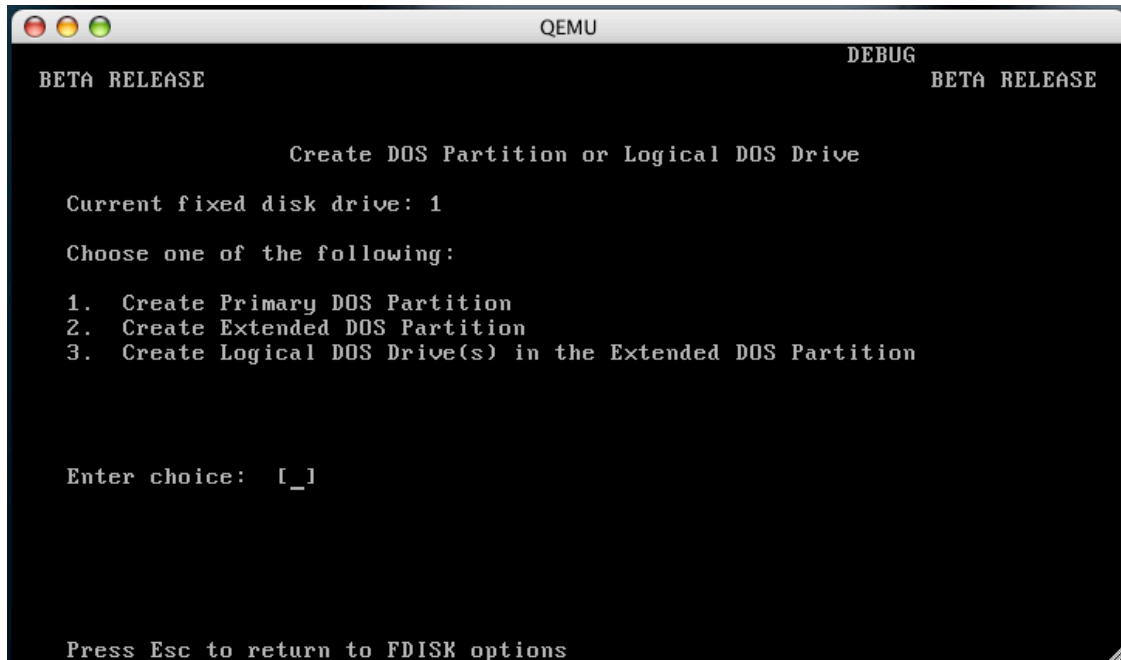 QEMU
DEBUG
BETA RELEASE BETA RELEASE
Create DOS Partition or Logical DOS Drive
Current fixed disk drive: 1
Choose one of the following:
1. Create Primary DOS Partition
2. Create Extended DOS Partition
3. Create Logical DOS Drive(s) in the Extended DOS Partition
Enter choice: [_]
Press Esc to return to FDISK options